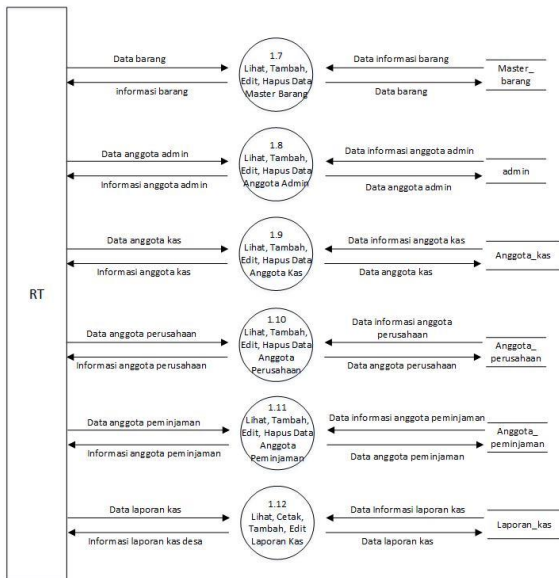 RT
Data barang
informasi barang
1.7
Lihat, Tambah,
Edit, Hapus Data
Master Barang
Data informasi barang
Data barang
Master_
barang
Data anggota admin
Informasi anggota admin
1.8
Lihat, Tambah,
Edit, Hapus Data
Anggota Admin
Data informasi anggota admin
Data anggota admin
admin
Data anggota kas
Informasi anggota kas
1.9
Lihat, Tambah,
Edit, Hapus Data
Anggota Kas
Data informasi anggota kas
Data anggota kas
Anggota_kas
Data anggota perusahaan
Informasi anggota perusahaan
1.10
Lihat, Tambah,
Edit, Hapus Data
Anggota
Perusahaan
Data informasi anggota
perusahaan
Data anggota perusahaan
Anggota_
perusahaan
Data anggota peminjaman
Informasi anggota peminjaman
1.11
Lihat, Tambah,
Edit, Hapus Data
Anggota
Peminjaman
Data informasi anggota peminjaman
Data anggota peminjaman
Anggota_
peminjaman
Data laporan kas
Informasi laporan kas desa
1.12
Lihat, Cetak,
Tambah, Edit
Laporan Kas
Data Informasi laporan kas
Data laporan kas
Laporan_kas